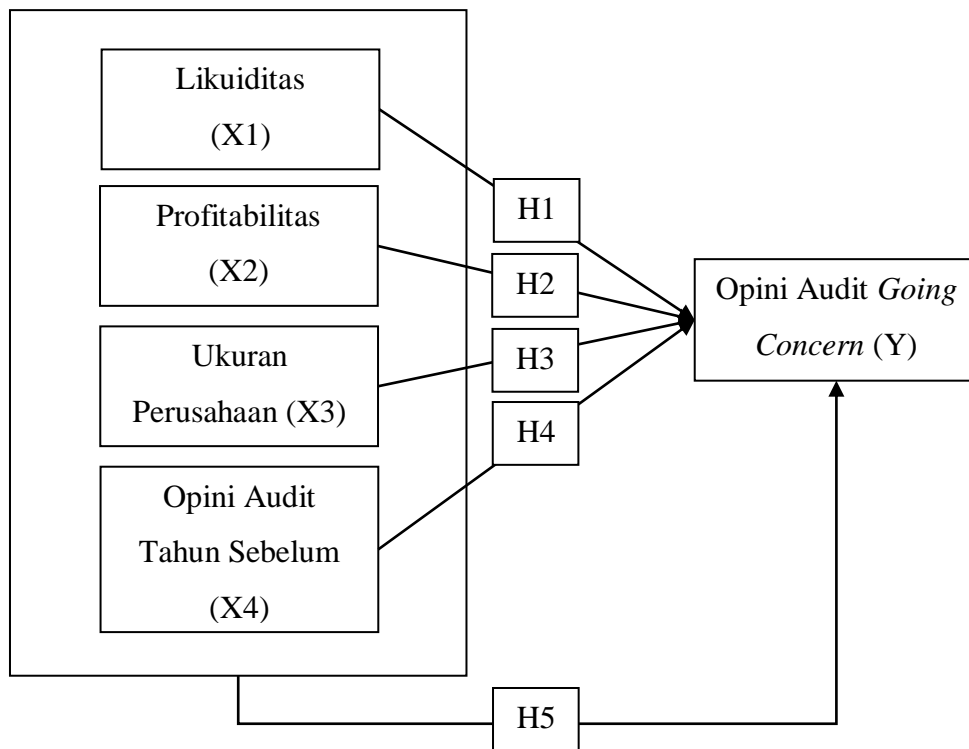 Likuiditas
(X1)
Profitabilitas
(X2)
Ukuran
Perusahaan (X3)
Opini Audit
Tahun Sebelum
(X4)
H1
H2
H3
H4
Opini Audit Going
Concern (Y)
H5